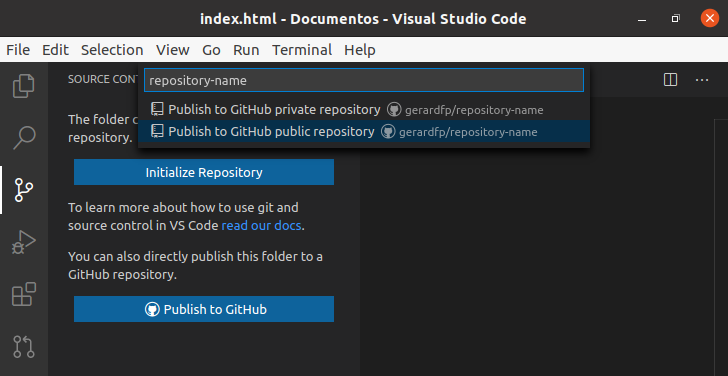 index.html - Documentos - Visual Studio Code
File Edit Selection View Go Run Terminal Help
SOURCE CONT
repository-name
Publish to GitHub private repository gerardfp/repository-name
Publish to GitHub public repository gerardfp/repository-name
The folder
repository.
Initialize Repository
To learn more about how to use git and
source control in VS Code read our docs.
You can also directly publish this folder to a
GitHub repository.
Publish to GitHub